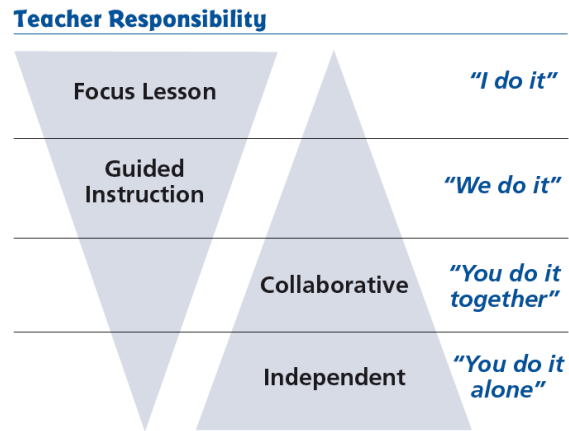 Teacher Responsibility
Focus Lesson
“I do it”
Guided
Instruction
“We do it”
Collaborative
“You do it
together”
Independent
“You do it
alone”